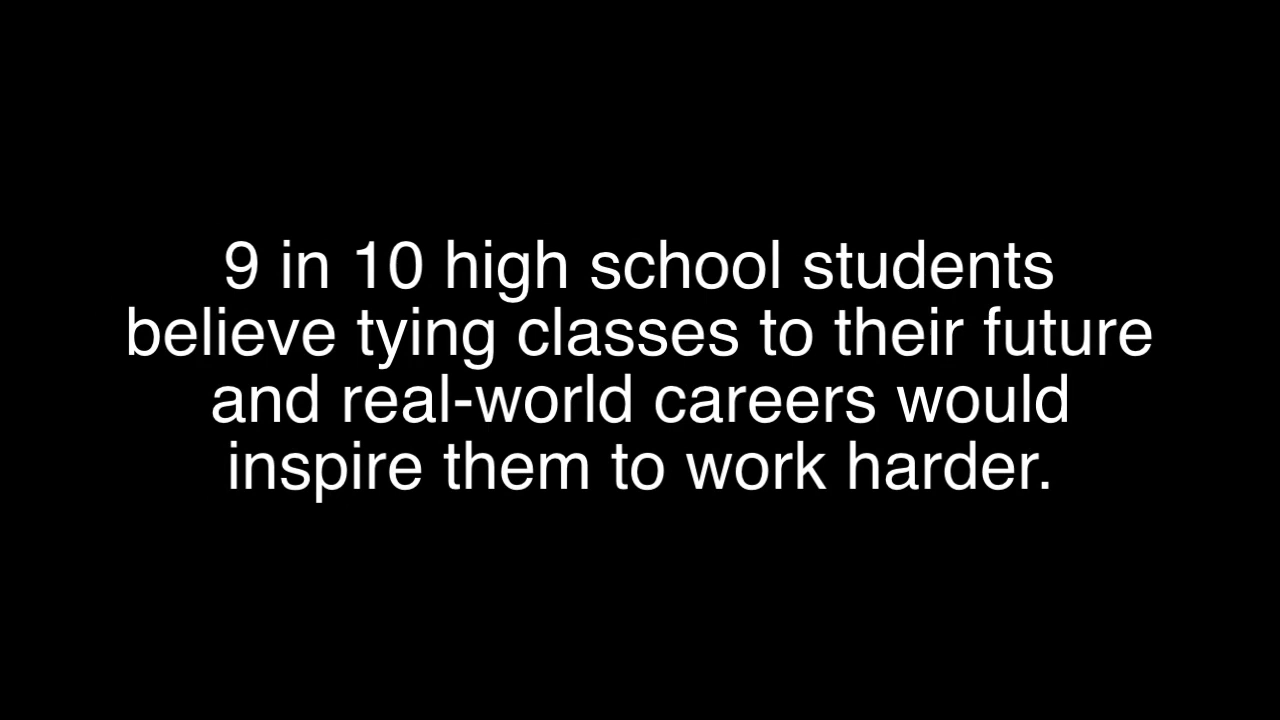 9 in 10 high school students
believe tying classes to their future
and real-world careers would
inspire them to work harder.